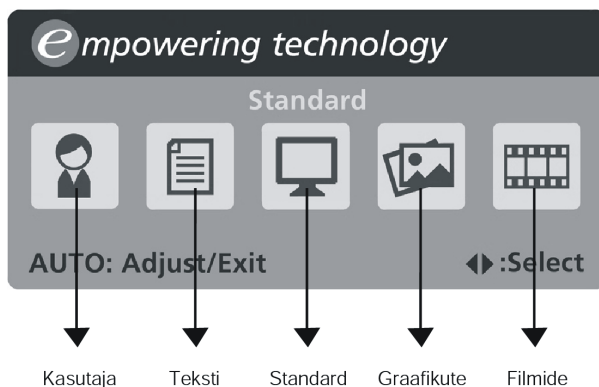 empowering technology
Standard
AUTO: Adjust/Exit ◀▶ :Select
Kasutaja Teksti Standard Graafikute Filmide